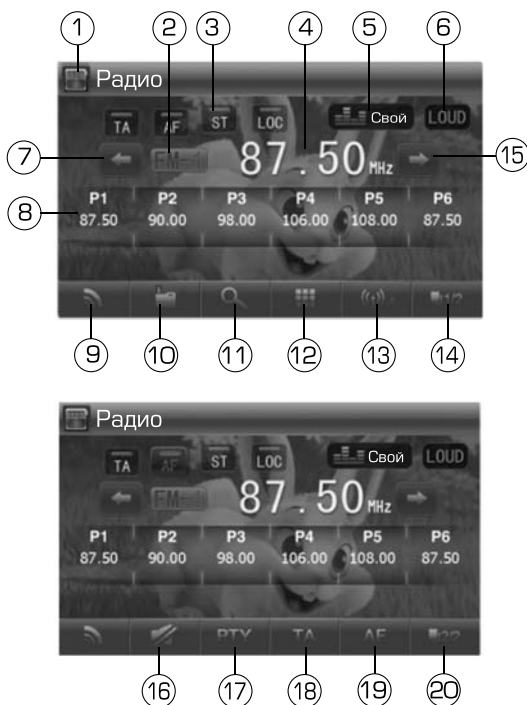 1 2 3 4 5 6
Радио
TA AF ST LOC Свой LOUD
7 FM-1 87.50 MHz 15
P1 P2 P3 P4 P5 P6
8 87.50 90.00 98.00 106.00 108.00 87.50
1/2
9 10 11 12 13 14
Радио
TA AF ST LOC Свой LOUD
FM-1 87.50 MHz
P1 P2 P3 P4 P5 P6
87.50 90.00 98.00 106.00 108.00 87.50
PTY TA AF 2/2
16 17 18 19 20